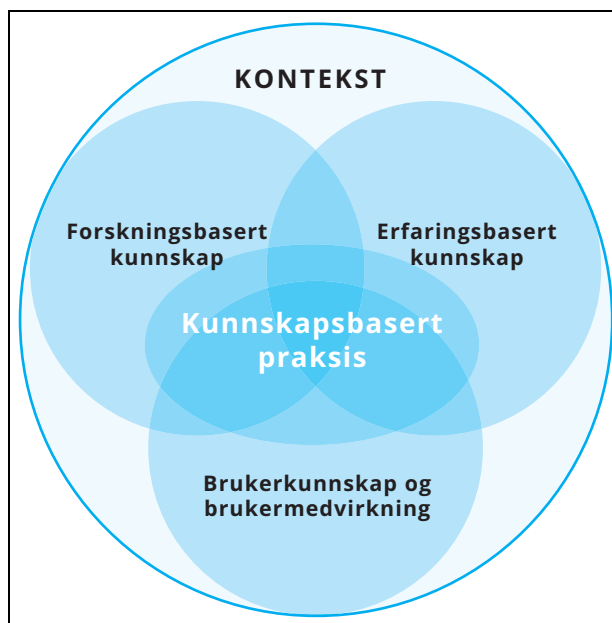 KONTEKST
Forskningsbasert
kunnskap
Erfaringsbasert
kunnskap
Kunnskapsbasert
praksis
Brukerkunnskap og
brukermedvirkning